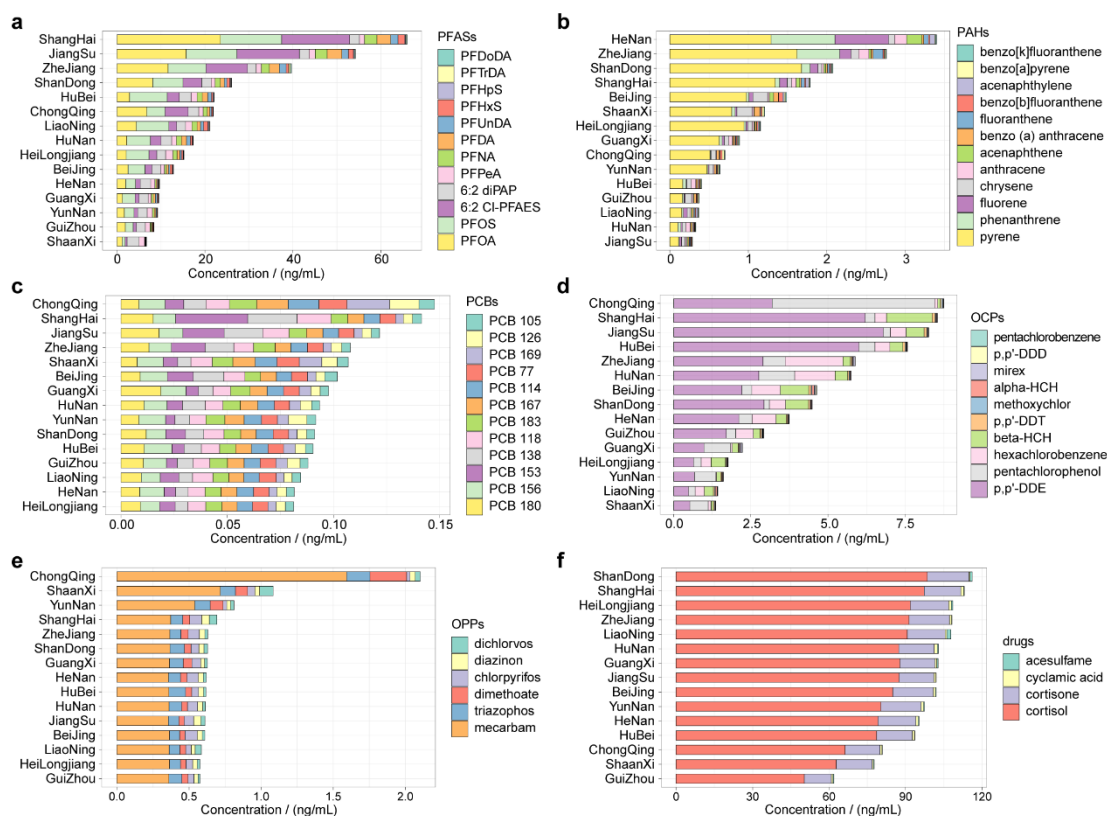 a
PFASs
ShangHai
JiangSu
ZheJiang
ShanDong
HuBei
ChongQing
LiaoNing
HuNan
HeiLongjiang
BeiJing
HeNan
GuangXi
YunNan
GuiZhou
ShaanXi
PFDoDA
PFTrDA
PFHpS
PFHxS
PFUnDA
PFDA
PFNA
PFPeA
6:2 diPAP
6:2 Cl-PFAES
PFOS
PFOA
0 20 40 60
Concentration / (ng/mL)
b
PAHs
HeNan
ZheJiang
ShanDong
ShangHai
BeiJing
ShaanXi
HeiLongjiang
GuangXi
ChongQing
YunNan
HuBei
GuiZhou
LiaoNing
HuNan
JiangSu
benzo[k]fluoranthene
benzo[a]pyrene
acenaphthylene
benzo[b]fluoranthene
fluoranthene
benzo (a) anthracene
acenaphthene
anthracene
chrysene
fluorene
phenanthrene
pyrene
0 1 2 3
Concentration / (ng/mL)
c
PCBs
ChongQing
ShangHai
JiangSu
ZheJiang
ShaanXi
BeiJing
GuangXi
HuNan
YunNan
ShanDong
HuBei
GuiZhou
LiaoNing
HeNan
HeiLongjiang
PCB 105
PCB 126
PCB 169
PCB 77
PCB 114
PCB 167
PCB 183
PCB 118
PCB 138
PCB 153
PCB 156
PCB 180
0.00 0.05 0.10 0.15
Concentration / (ng/mL)
d
OCPs
ChongQing
ShangHai
JiangSu
HuBei
ZheJiang
HuNan
BeiJing
ShanDong
HeNan
GuiZhou
GuangXi
HeiLongjiang
YunNan
LiaoNing
ShaanXi
pentachlorobenzene
p,p'-DDD
mirex
alpha-HCH
methoxychlor
p,p'-DDT
beta-HCH
hexachlorobenzene
pentachlorophenol
p,p'-DDE
0.0 2.5 5.0 7.5
Concentration / (ng/mL)
e
OPPs
ChongQing
ShaanXi
YunNan
ShangHai
ZheJiang
ShanDong
GuangXi
HeNan
HuBei
HuNan
JiangSu
BeiJing
LiaoNing
HeiLongjiang
GuiZhou
dichlorvos
diazinon
chlorpyrifos
dimethoate
triazophos
mecarbam
0.0 0.5 1.0 1.5 2.0
Concentration / (ng/mL)
f
drugs
ShanDong
ShangHai
HeiLongjiang
ZheJiang
LiaoNing
HuNan
GuangXi
JiangSu
BeiJing
YunNan
HeNan
HuBei
ChongQing
ShaanXi
GuiZhou
acesulfame
cyclamic acid
cortisone
cortisol
0 30 60 90 120
Concentration / (ng/mL)